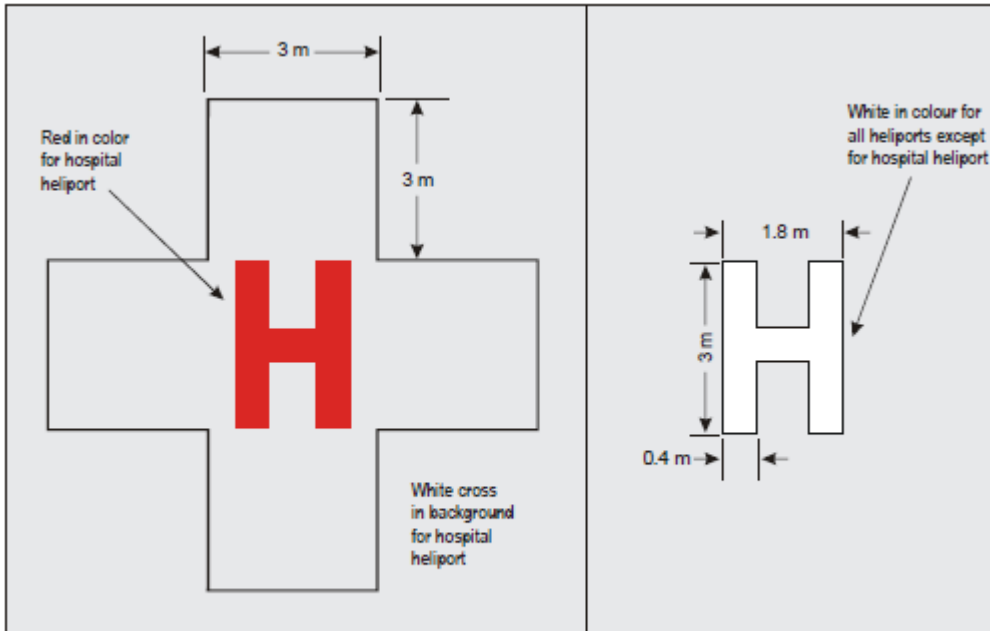 3 m
Red in color
for hospital
heliport
3 m
H
White cross
in background
for hospital
heliport
White in colour for
all heliports except
for hospital heliport
1.8 m
3 m
H
0.4 m